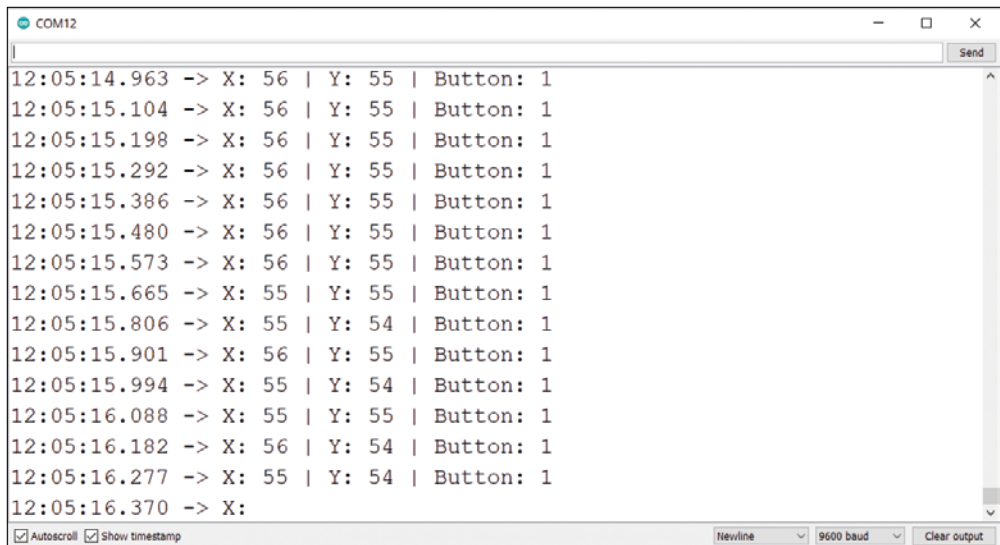 COM12
Send
12:05:14.963 -> X: 56 | Y: 55 | Button: 1
12:05:15.104 -> X: 56 | Y: 55 | Button: 1
12:05:15.198 -> X: 56 | Y: 55 | Button: 1
12:05:15.292 -> X: 56 | Y: 55 | Button: 1
12:05:15.386 -> X: 56 | Y: 55 | Button: 1
12:05:15.480 -> X: 56 | Y: 55 | Button: 1
12:05:15.573 -> X: 56 | Y: 55 | Button: 1
12:05:15.665 -> X: 55 | Y: 55 | Button: 1
12:05:15.806 -> X: 55 | Y: 54 | Button: 1
12:05:15.901 -> X: 56 | Y: 55 | Button: 1
12:05:15.994 -> X: 55 | Y: 54 | Button: 1
12:05:16.088 -> X: 55 | Y: 55 | Button: 1
12:05:16.182 -> X: 56 | Y: 54 | Button: 1
12:05:16.277 -> X: 55 | Y: 54 | Button: 1
12:05:16.370 -> X:
Autoscroll Show timestamp Newline 9600 baud Clear output